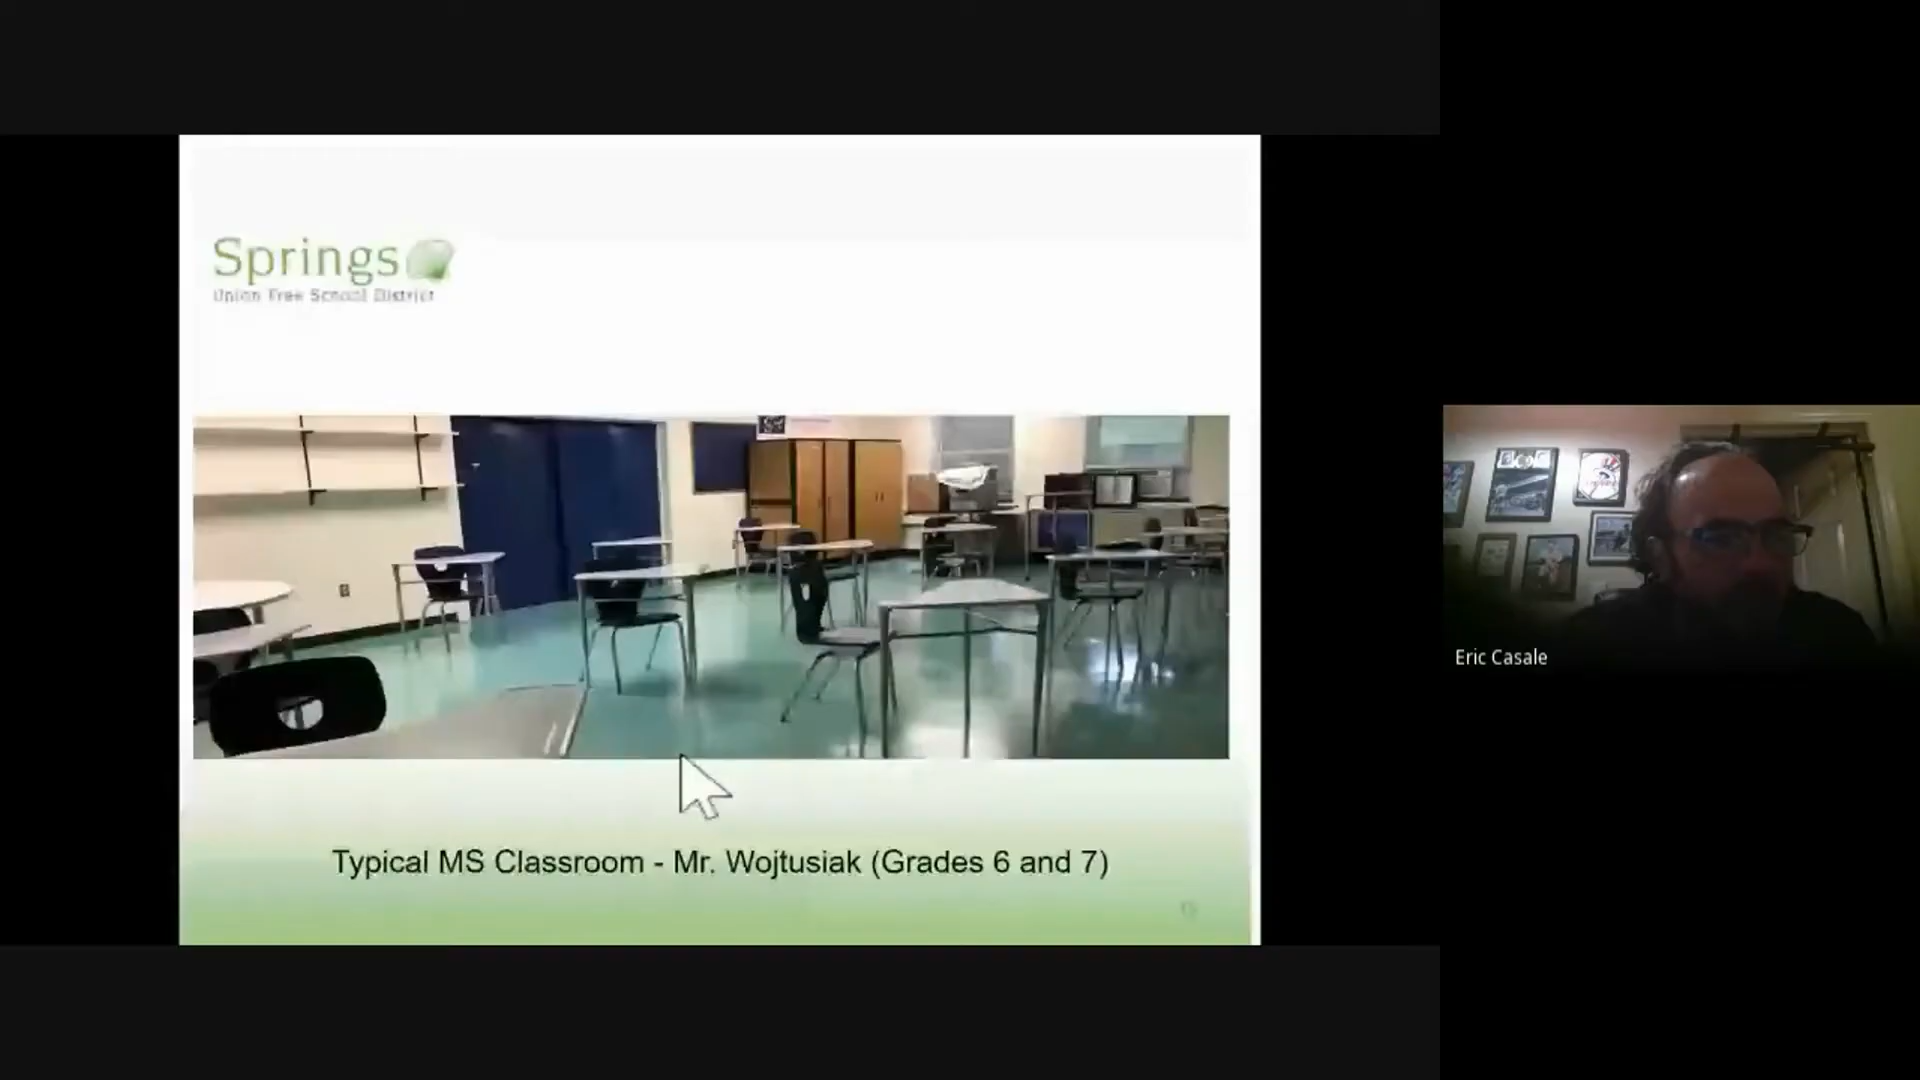 Springs
Union Free School District
Typical MS Classroom - Mr. Wojtusiak (Grades 6 and 7)
Eric Casale